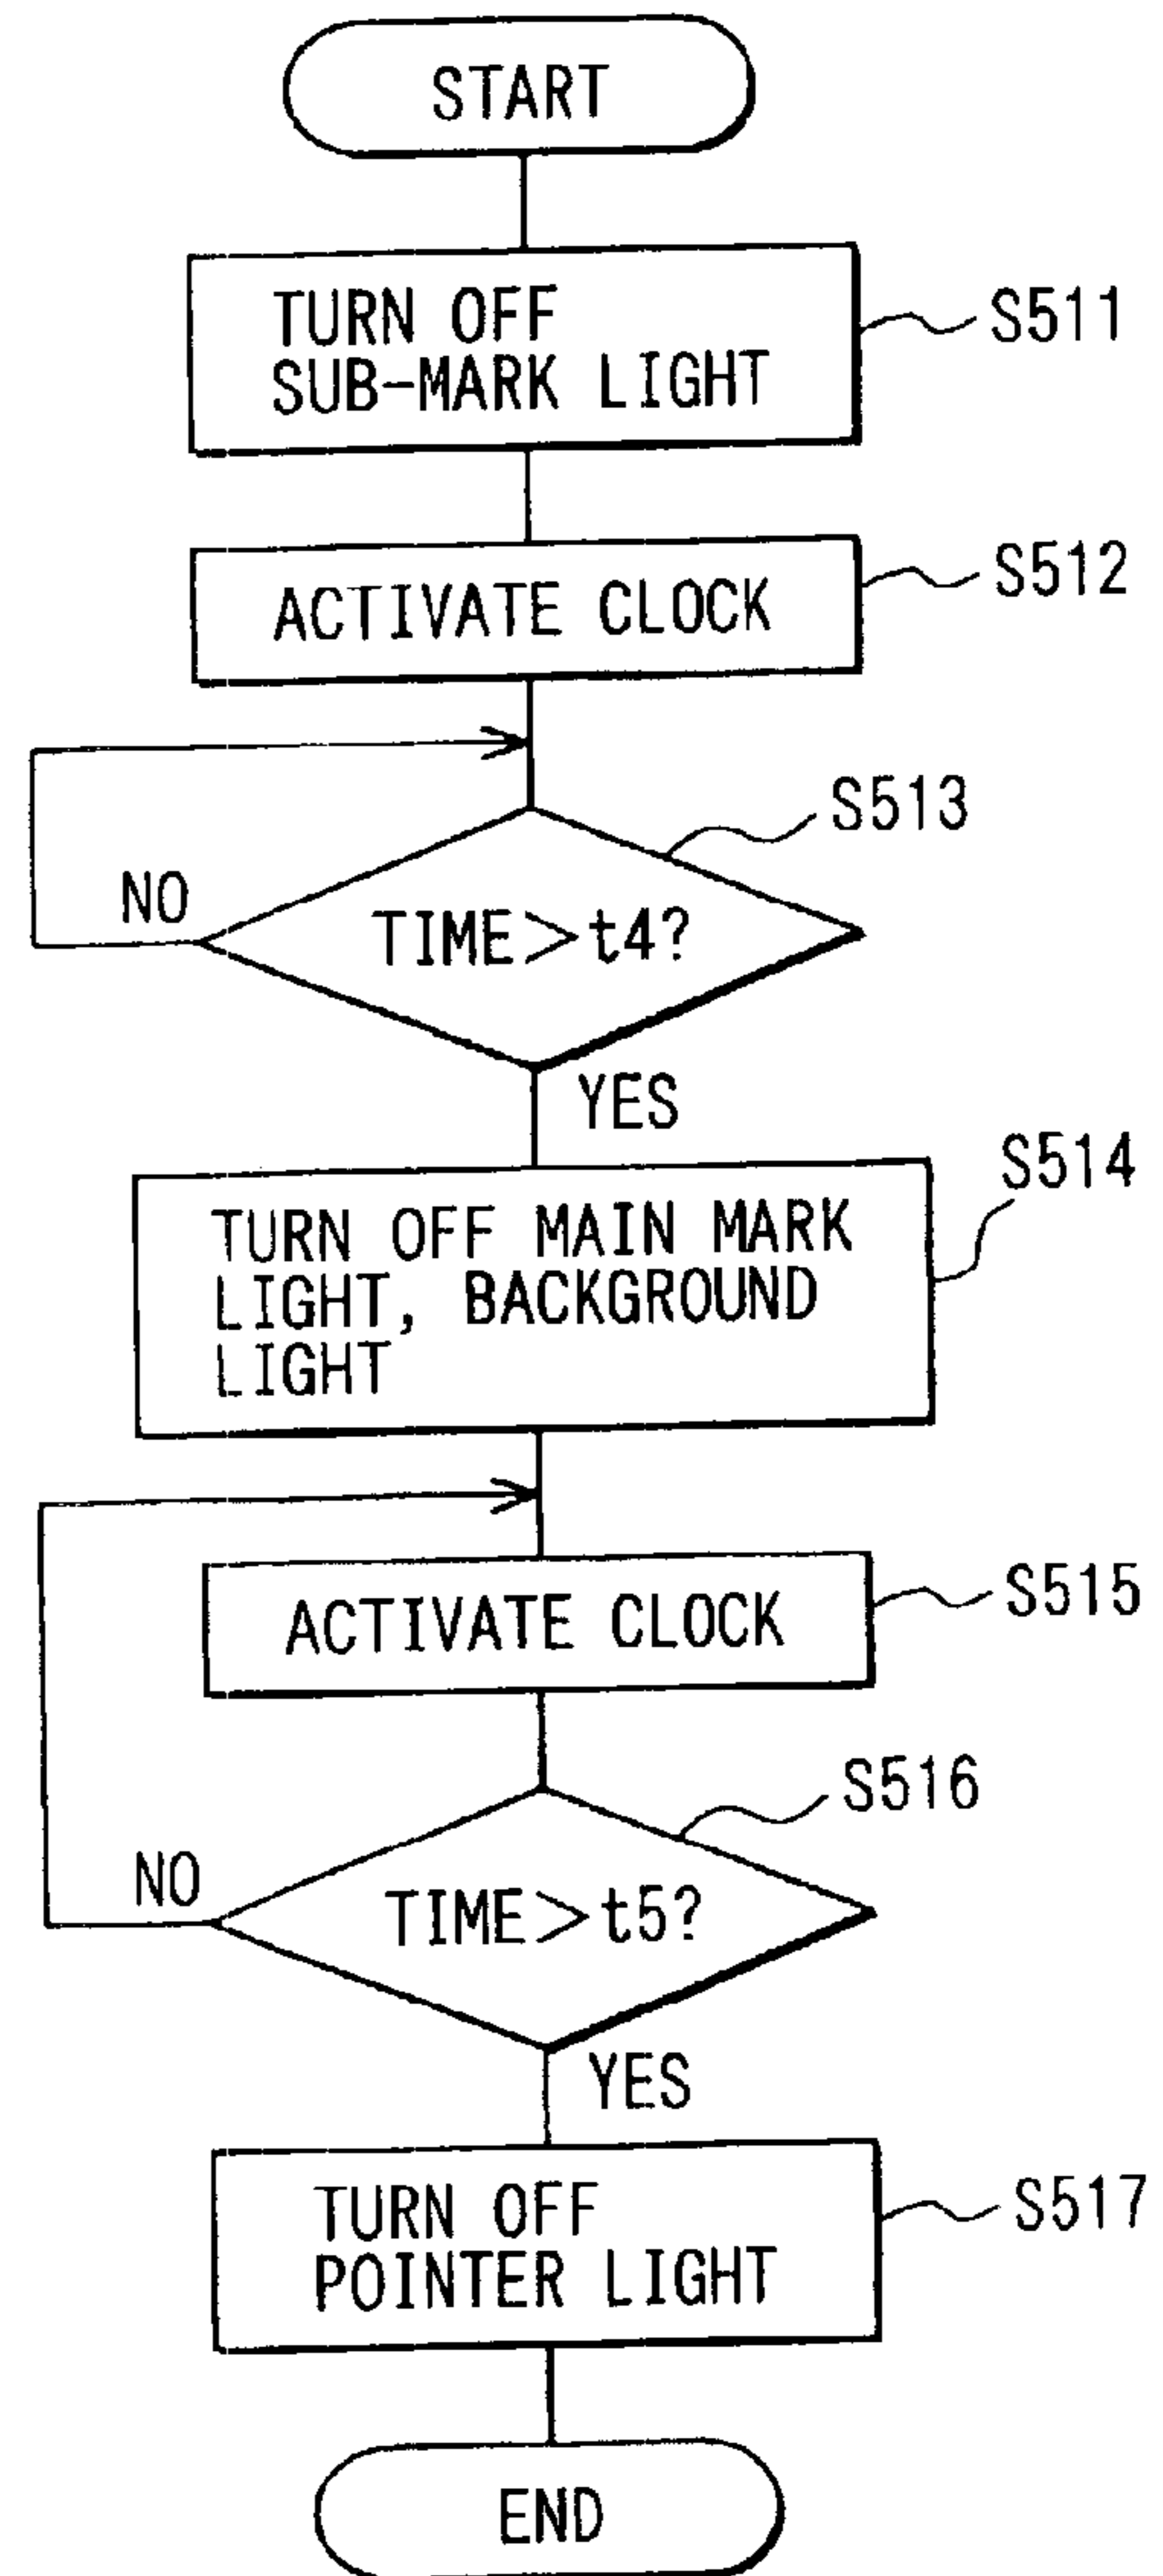 START
TURN OFF
SUB-MARK LIGHT
S511
ACTIVATE CLOCK
S512
S513
NO
TIME>t4?
YES
S514
TURN OFF MAIN MARK
LIGHT, BACKGROUND
LIGHT
ACTIVATE CLOCK
S515
S516
NO
TIME>t5?
YES
TURN OFF
POINTER LIGHT
S517
END